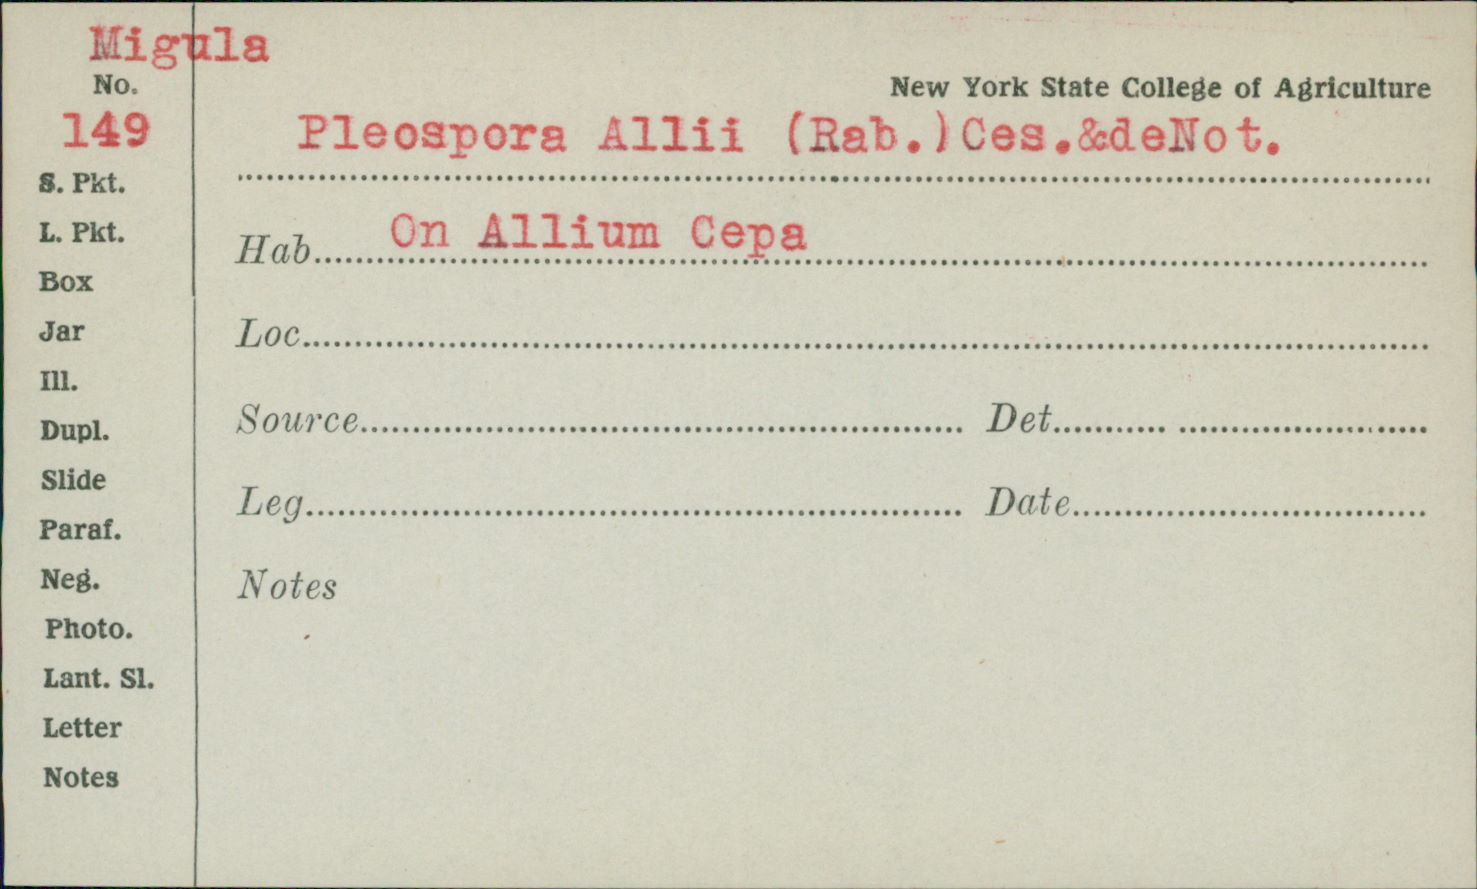 Migula
No.
New York State College of Agriculture
149
Pleospora Allii (Rab.)Ces.&deNot.
S. Pkt.
L. Pkt.
Hab. On Allium Cepa
Box
Jar
Loc.
Ill.
Dupl.
Source Det.
Slide
Leg. Date
Paraf.
Neg.
Notes
Photo.
Lant. Sl.
Letter
Notes